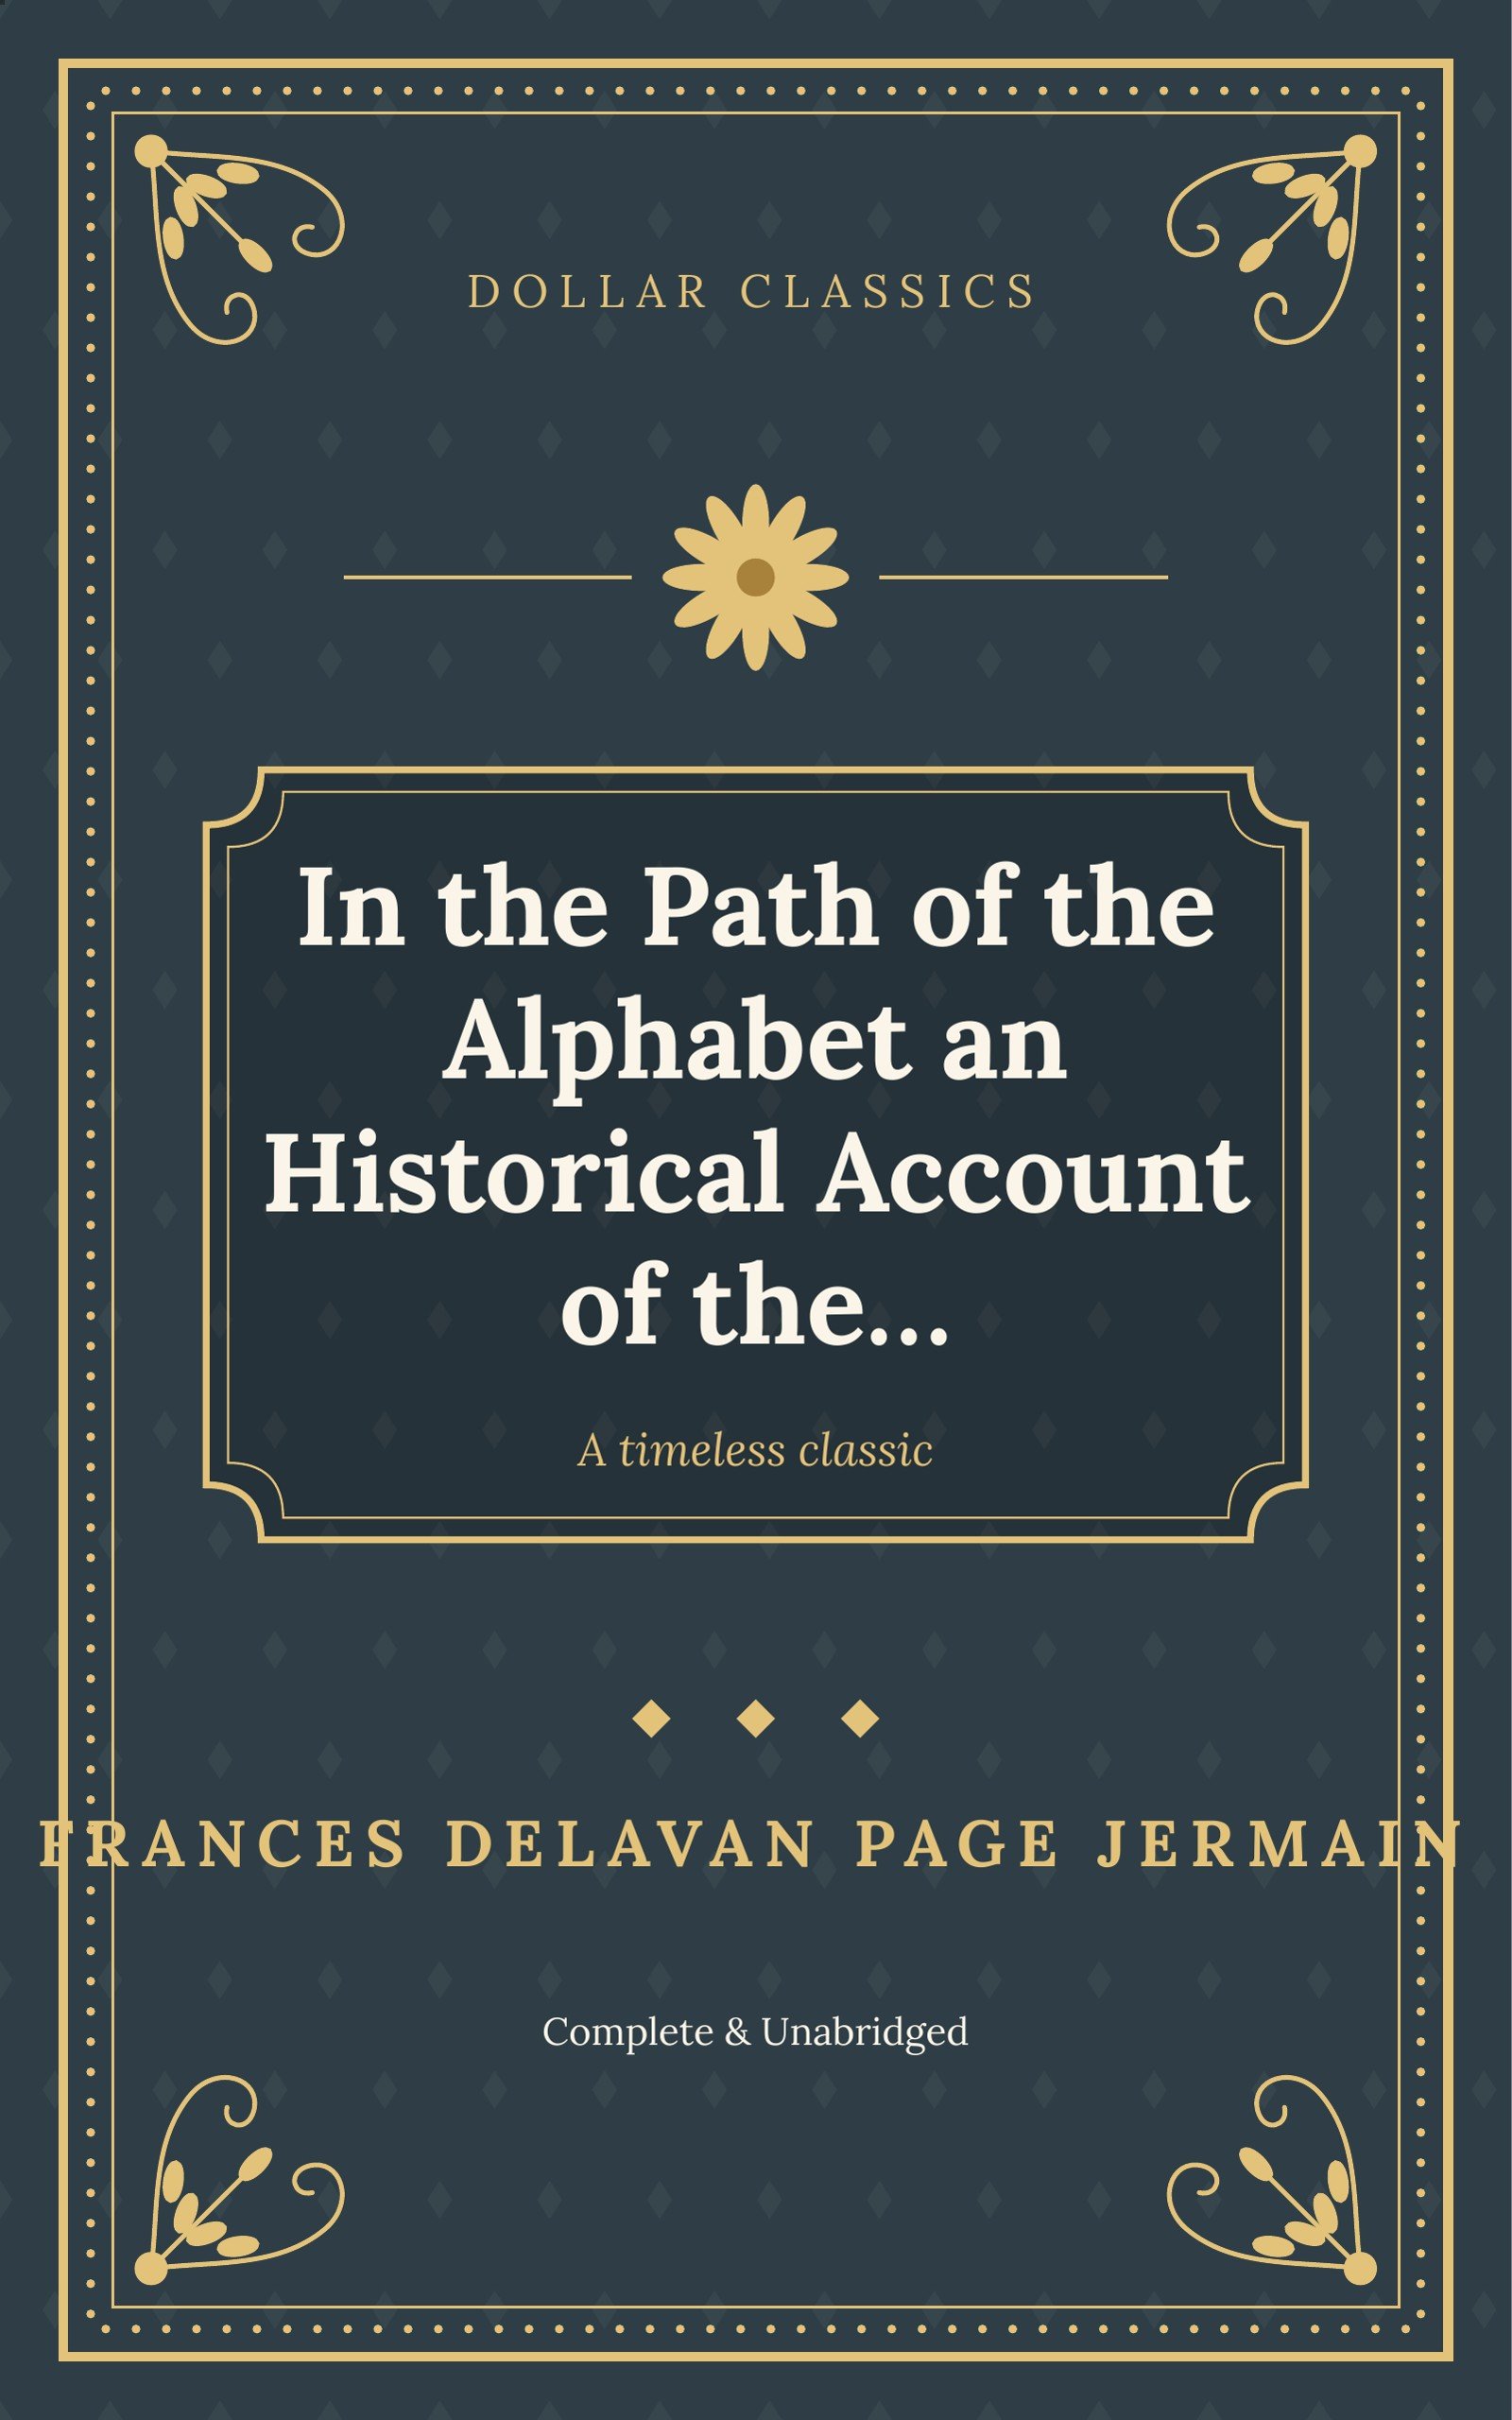 DOLLAR CLASSICS
In the Path of the
Alphabet an
Historical Account
of the...
A timeless classic
FRANCES DELAVAN PAGE JERMAIN
Complete & Unabridged